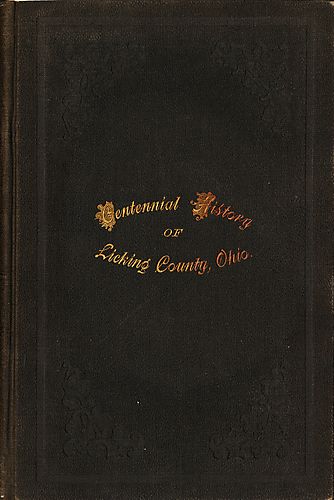 Centennial History
OF
Licking County, Ohio.